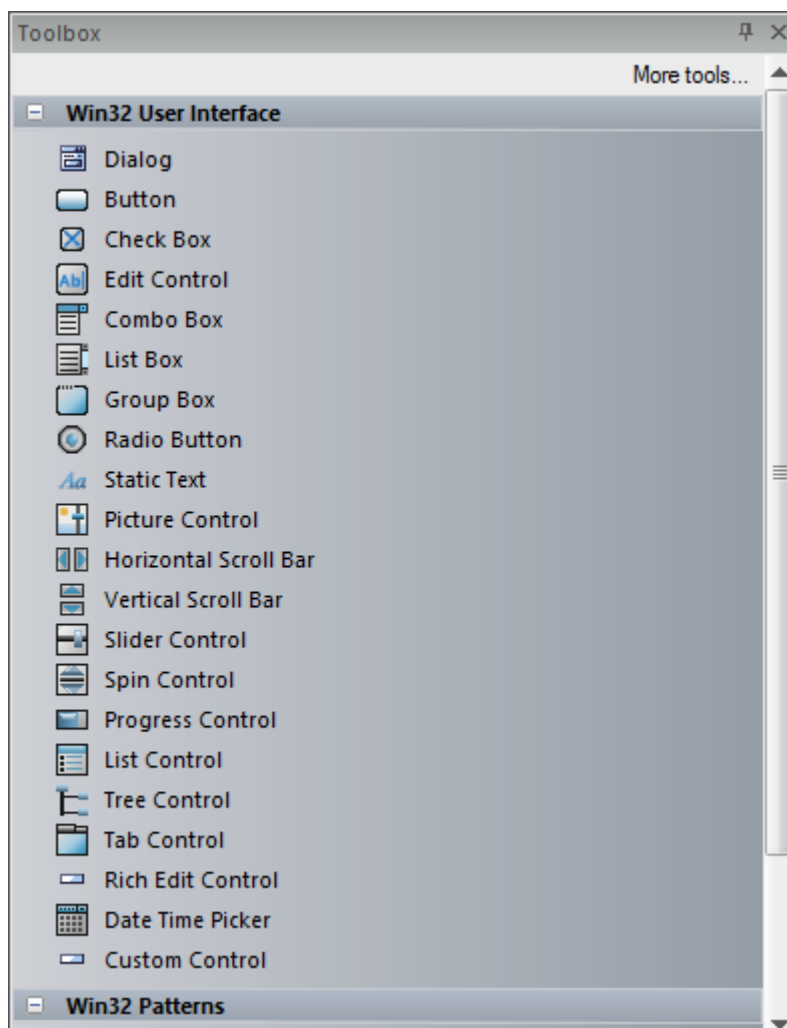 Toolbox
More tools...
Win32 User Interface
Dialog
Button
Check Box
Ab Edit Control
Combo Box
List Box
Group Box
Radio Button
Aa Static Text
Picture Control
Horizontal Scroll Bar
Vertical Scroll Bar
Slider Control
Spin Control
Progress Control
List Control
Tree Control
Tab Control
Rich Edit Control
Date Time Picker
Custom Control
Win32 Patterns